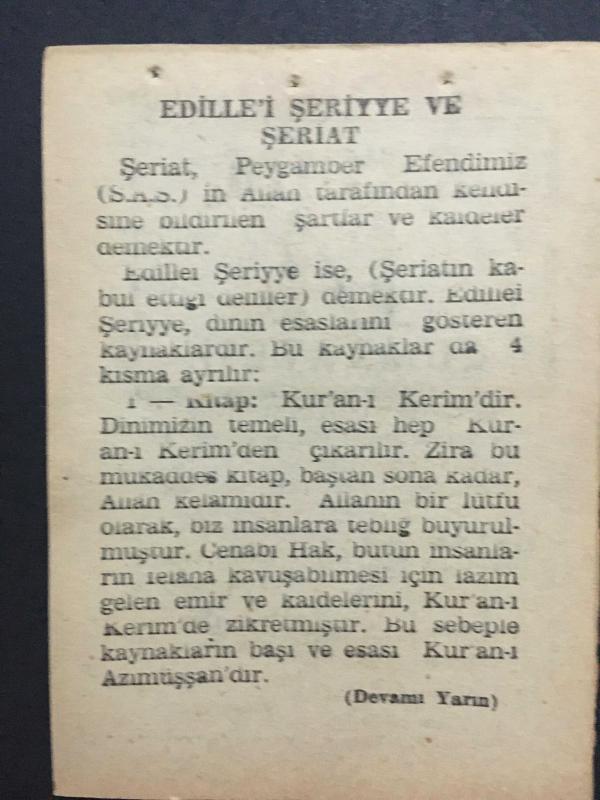 EDİLLE'İ ŞERİYYE VE
ŞERİAT
Şeriat, Peygamber Efendimiz
(S.A.S.) in Allah tarafından kendi-
sine bildirilen şartlar ve kaideler
demektir.
Edillei Şeriyye ise, (Şeriatın ka-
bul ettiği deliller) demektir. Edillei
Şeriyye, dinin esaslarını gösteren
kaynaklardır. Bu kaynaklar da 4
kısma ayrılır:
1 — Kitap: Kur'an-ı Kerim'dir.
Dinimizin temeli, esası hep Kur-
an-ı Kerim'den çıkarılır. Zira bu
mukaddes kitap, baştan sona kadar,
Allah kelamıdır. Allahın bir lütfu
olarak, biz insanlara tebliğ buyurul-
muştur. Cenabı Hak, bütün insanla-
rın felaha kavuşabilmesi için lazım
gelen emir ve kaidelerini, Kur'an-ı
Kerim'de zikretmiştir. Bu sebeple
kaynakların başı ve esası Kur'an-ı
Azimüşşan'dır.
(Devamı Yarın)